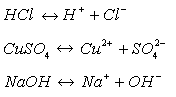 HCl ↔ H⁺ + Cl⁻
CuSO₄ ↔ Cu²⁺ + SO₄²⁻
NaOH ↔ Na⁺ + OH⁻